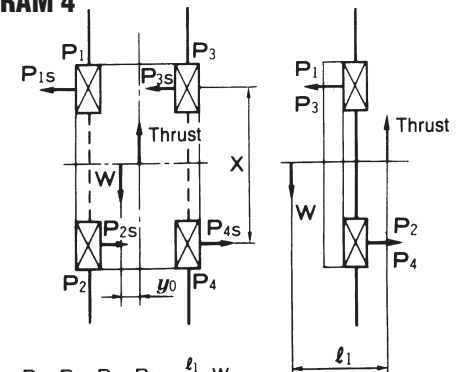 RAM 4
P1 P3
P1s P3s
Thrust
W X
P2s P4s
P2 y0 P4
P1
P3
Thrust
W
P2
P4
ℓ1
ℓ1 W